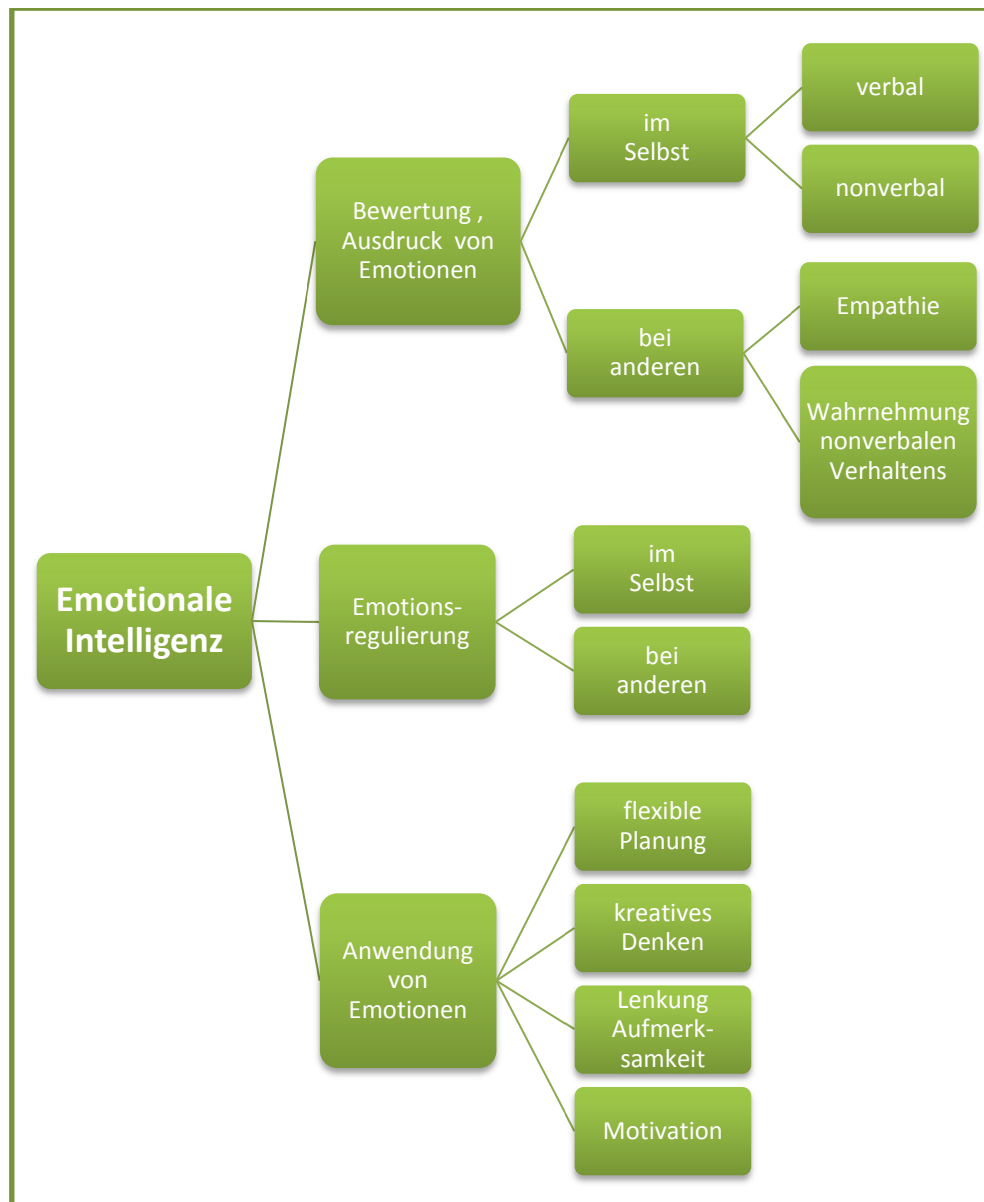 Emotionale
Intelligenz
Bewertung ,
Ausdruck von
Emotionen
im
Selbst
verbal
nonverbal
bei
anderen
Empathie
Wahrnehmung
nonverbalen
Verhaltens
Emotions-
regulierung
im
Selbst
bei
anderen
Anwendung
von
Emotionen
flexible
Planung
kreatives
Denken
Lenkung
Aufmerk-
samkeit
Motivation